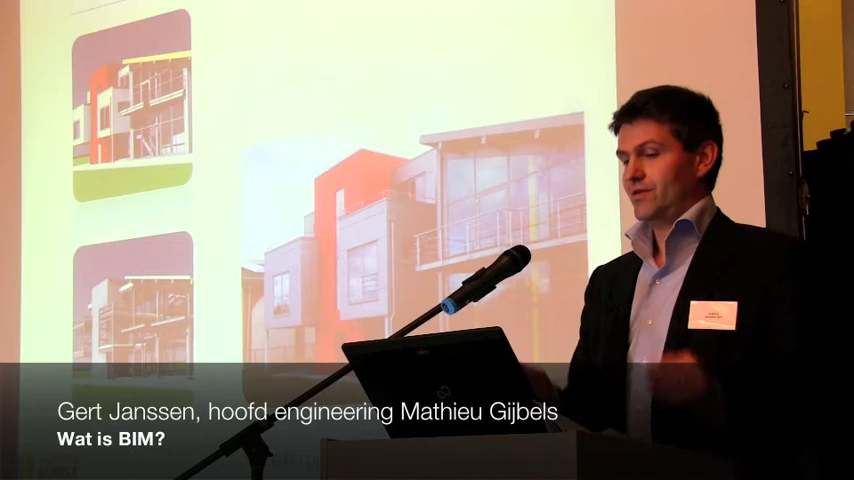 Gert Janssen, hoofd engineering Mathieu Gijbels
Wat is BIM?